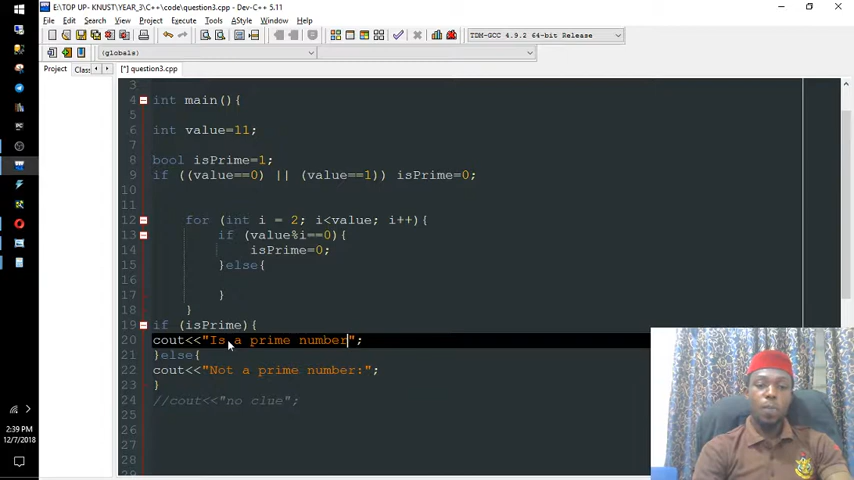 E:\TOP UP- KNUST\YEAR_3\C++\code\question3.cpp - Dev-C++ 5.11
File Edit Search View Project Execute Tools AStyle Window Help
TDM-GCC 4.9.2 64-bit Release
(globals)
Project Class [*] question3.cpp
3
4 int main(){
5
6 int value=11;
7
8 bool isPrime=1;
9 if ((value==0) || (value==1)) isPrime=0;
10
11
12 for (int i = 2; i<value; i++){
13 if (value%i==0){
14 isPrime=0;
15 }else{
16
17 }
18 }
19 if (isPrime){
20 cout<<"Is a prime number";
21 }else{
22 cout<<"Not a prime number:";
23 }
24 //cout<<"no clue";
25
26
27
28
2:39 PM
12/7/2018